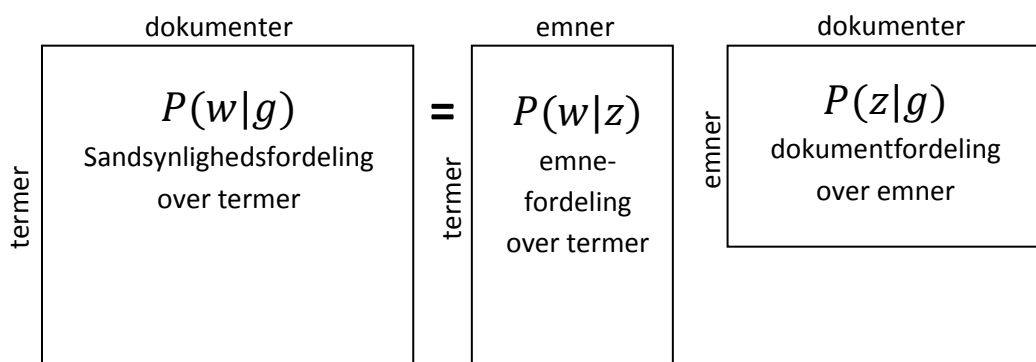 dokumenter
termer
P(w|g)
Sandsynlighedsfordeling
over termer
=
emner
termer
P(w|z)
emne-
fordeling
over termer
dokumenter
emner
P(z|g)
dokumentfordeling
over emner